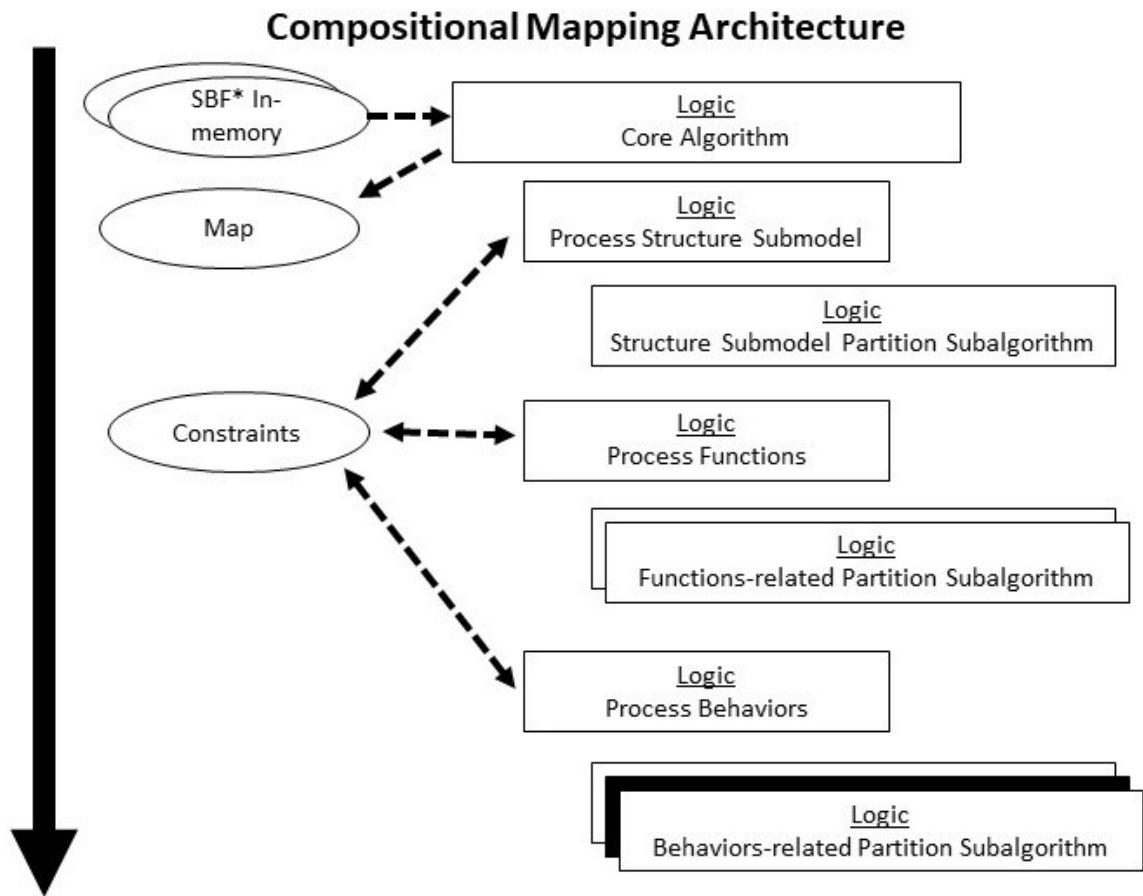 Compositional Mapping Architecture
SBF* In-
memory
Logic
Core Algorithm
Map
Logic
Process Structure Submodel
Logic
Structure Submodel Partition Subalgorithm
Constraints
Logic
Process Functions
Logic
Functions-related Partition Subalgorithm
Logic
Process Behaviors
Logic
Behaviors-related Partition Subalgorithm